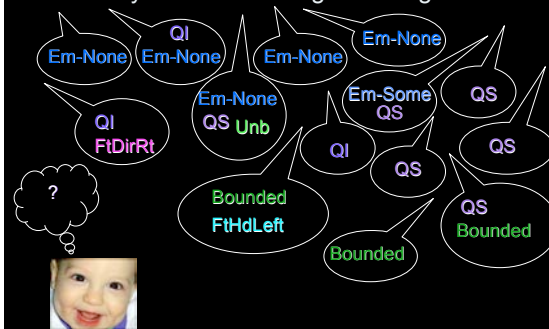 Em-None
QI
Em-None
Em-None
Em-None
Em-None
QS Unb
Em-Some
QS
QS
QI
FtDirRt
QI
QS
QS
?
Bounded
FtHdLeft
Bounded
QS
Bounded